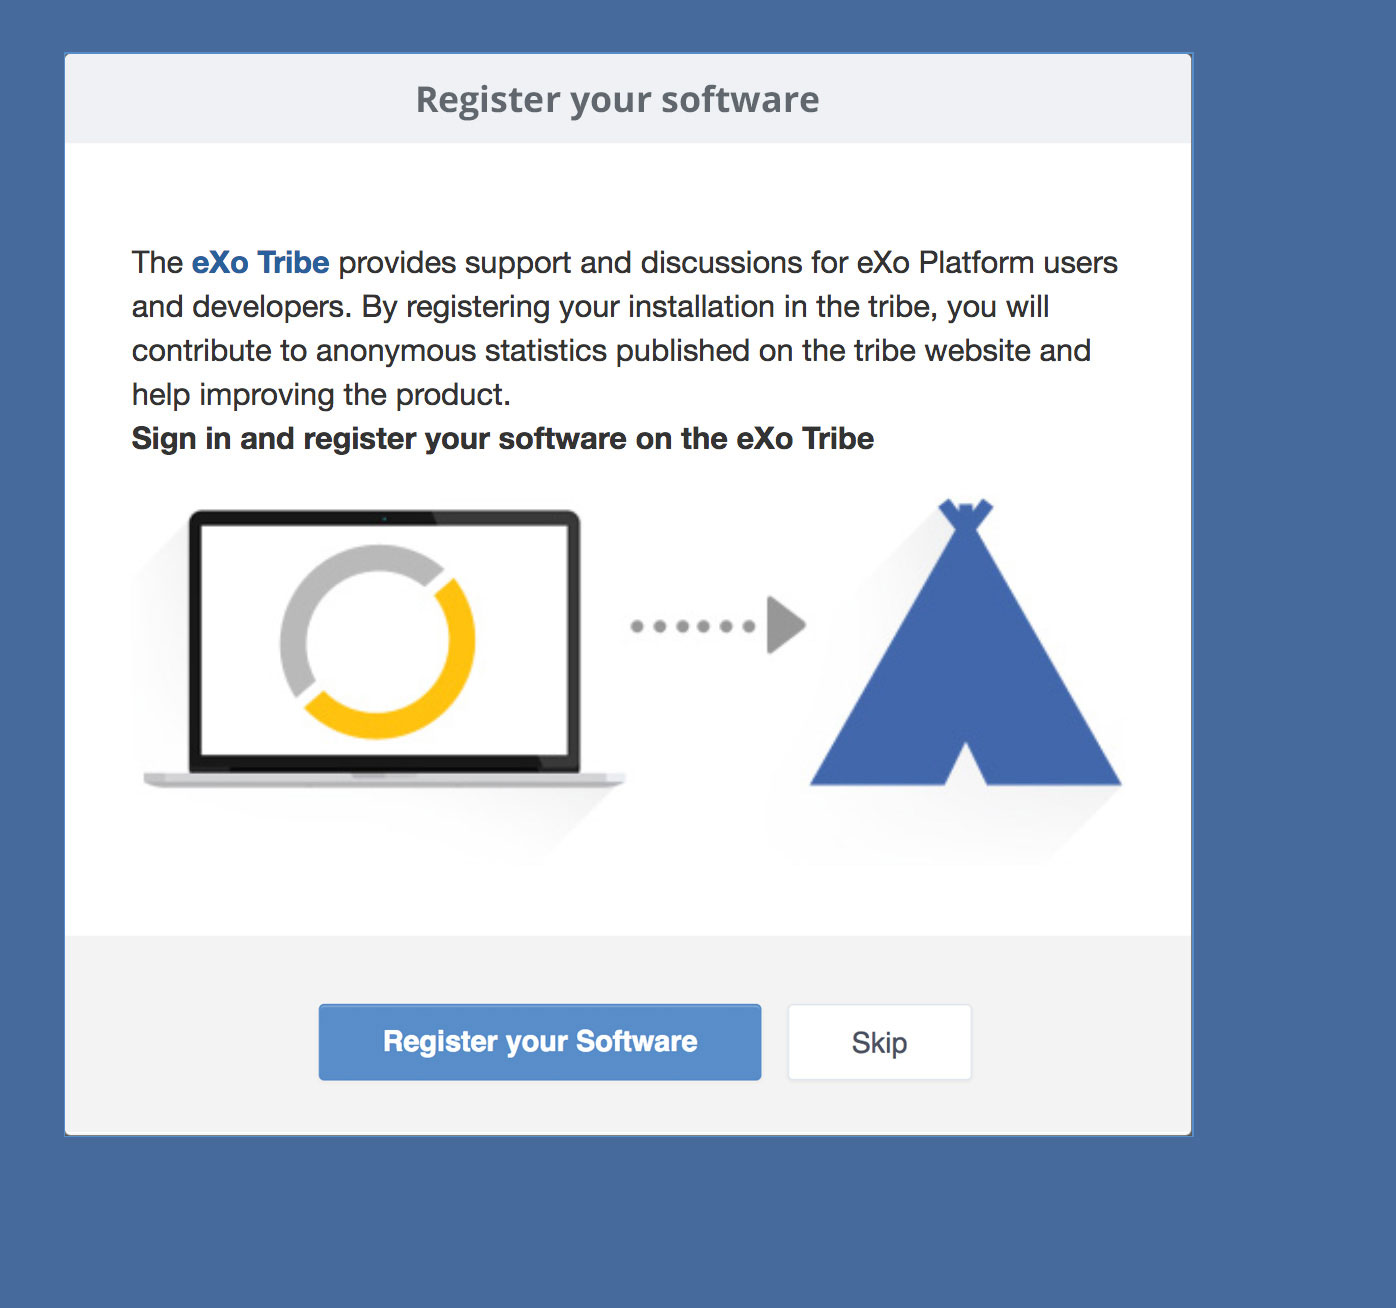 Register your software
The eXo Tribe provides support and discussions for eXo Platform users
and developers. By registering your installation in the tribe, you will
contribute to anonymous statistics published on the tribe website and
help improving the product.
Sign in and register your software on the eXo Tribe
Register your Software
Skip